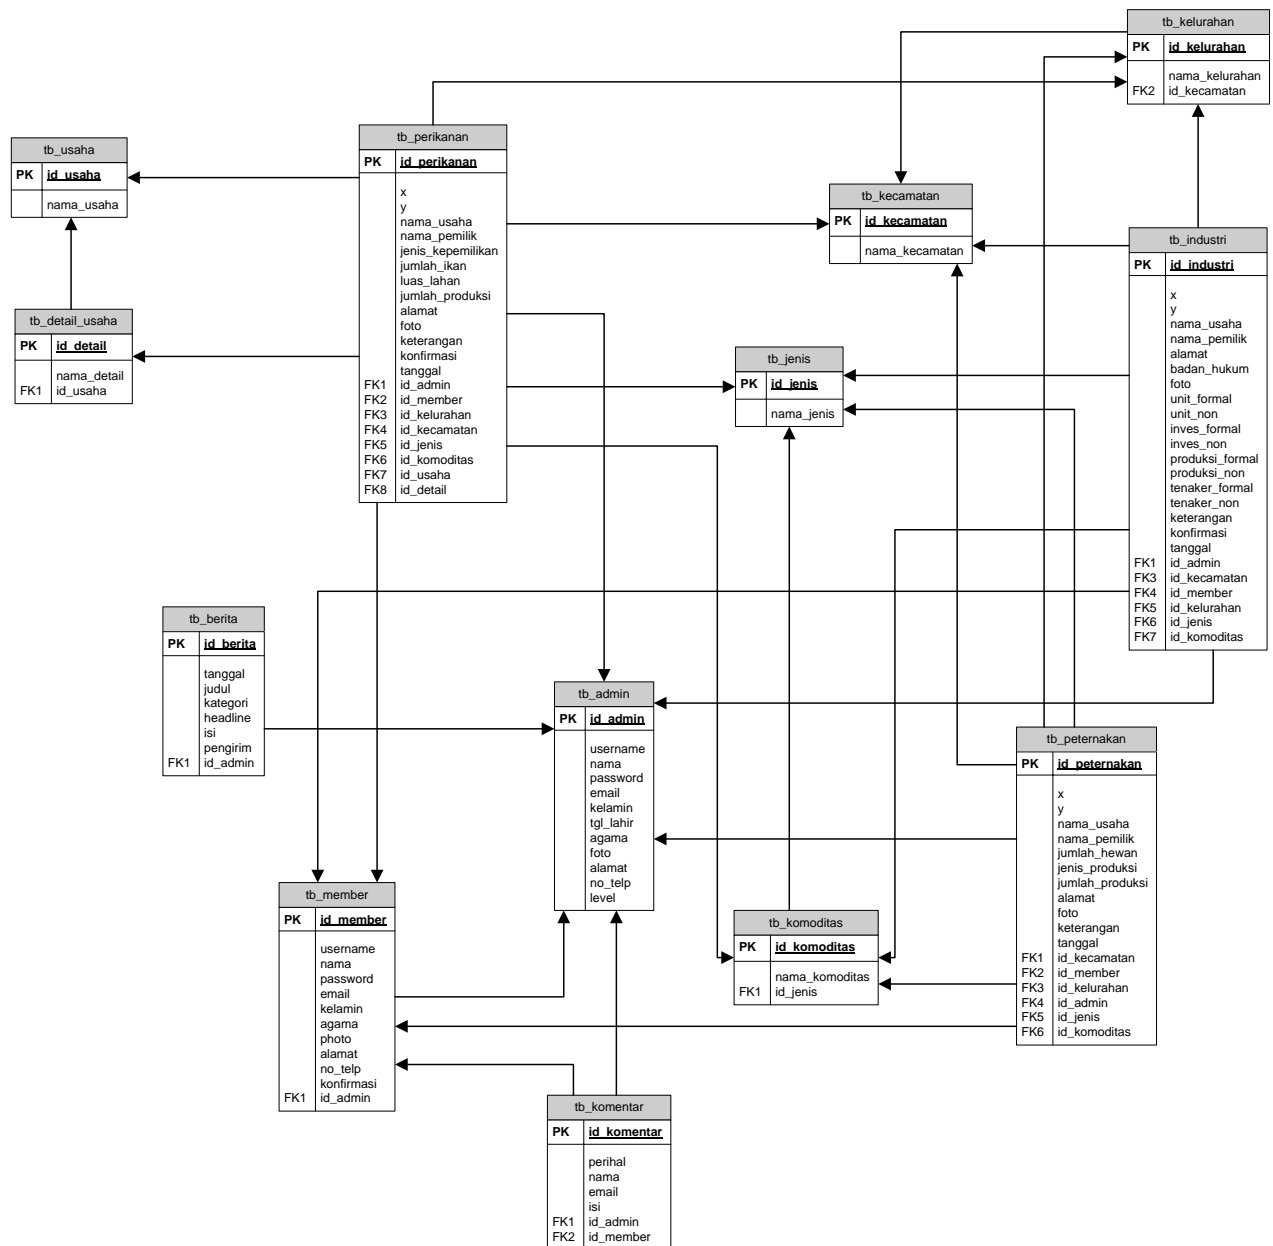 tb_kelurahan
PK id_kelurahan
nama_kelurahan
FK2 id_kecamatan
tb_perikanan
PK id_perikanan
x
y
nama_usaha
nama_pemilik
jenis_kepemilikan
jumlah_ikan
luas_lahan
jumlah_produksi
alamat
foto
keterangan
konfirmasi
tanggal
FK1 id_admin
FK2 id_member
FK3 id_kelurahan
FK4 id_kecamatan
FK5 id_jenis
FK6 id_komoditas
FK7 id_usaha
FK8 id_detail
tb_usaha
PK id_usaha
nama_usaha
tb_kecamatan
PK id_kecamatan
nama_kecamatan
tb_industri
PK id_industri
x
y
nama_usaha
nama_pemilik
alamat
badan_hukum
foto
unit_formal
unit_non
inves_formal
inves_non
produksi_formal
produksi_non
tenaker_formal
tenaker_non
keterangan
konfirmasi
tanggal
FK1 id_admin
FK3 id_kecamatan
FK4 id_member
FK5 id_kelurahan
FK6 id_jenis
FK7 id_komoditas
tb_detail_usaha
PK id_detail
nama_detail
FK1 id_usaha
tb_jenis
PK id_jenis
nama_jenis
tb_berita
PK id_berita
tanggal
judul
kategori
headline
isi
pengirim
FK1 id_admin
tb_admin
PK id_admin
username
nama
password
email
kelamin
tgl_lahir
agama
foto
alamat
no_telp
level
tb_peternakan
PK id_peternakan
x
y
nama_usaha
nama_pemilik
jumlah_hewan
jenis_produksi
jumlah_produksi
alamat
foto
keterangan
tanggal
FK1 id_kecamatan
FK2 id_member
FK3 id_kelurahan
FK4 id_admin
FK5 id_jenis
FK6 id_komoditas
tb_member
PK id_member
username
nama
password
email
kelamin
agama
photo
alamat
no_telp
konfirmasi
FK1 id_admin
tb_komoditas
PK id_komoditas
nama_komoditas
FK1 id_jenis
tb_komentar
PK id_komentar
perihal
nama
email
isi
FK1 id_admin
FK2 id_member